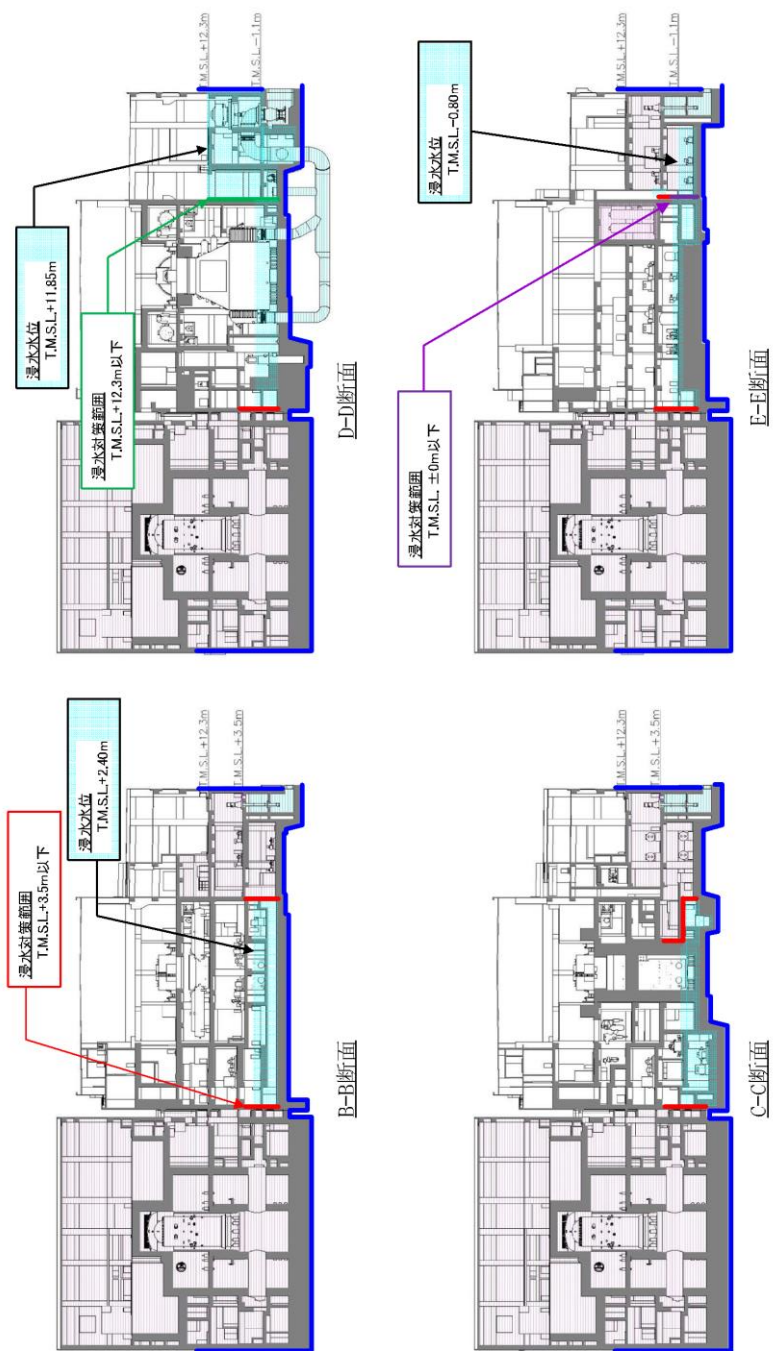 浸水対策範囲
T.M.S.L.+3.5m以下
浸水水位
T.M.S.L.+2.40m
T.M.S.L.+12.3m
T.M.S.L.+3.5m
B-B断面
浸水水位
T.M.S.L.+11.85m
浸水対策範囲
T.M.S.L.+12.3m以下
T.M.S.L.+12.3m
T.M.S.L.-1.1m
D-D断面
T.M.S.L.+12.3m
T.M.S.L.+3.5m
C-C断面
浸水水位
T.M.S.L.-0.80m
浸水対策範囲
T.M.S.L. ±0m以下
T.M.S.L.+12.3m
T.M.S.L.-1.1m
E-E断面